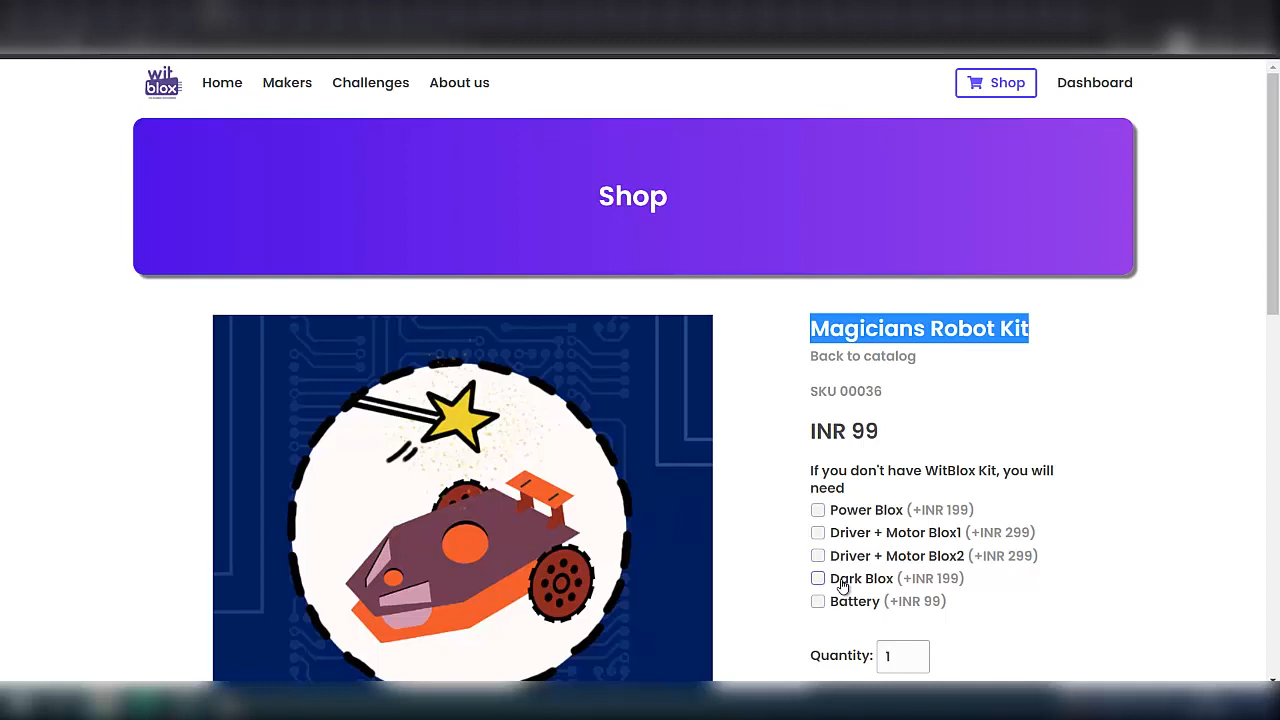 wit
blox
Home Makers Challenges About us
Shop Dashboard
Shop
Magicians Robot Kit
Back to catalog
SKU 00036
INR 99
If you don't have WitBlox Kit, you will
need
Power Blox (+INR 199)
Driver + Motor Blox1 (+INR 299)
Driver + Motor Blox2 (+INR 299)
Dark Blox (+INR 199)
Battery (+INR 99)
Quantity: 1